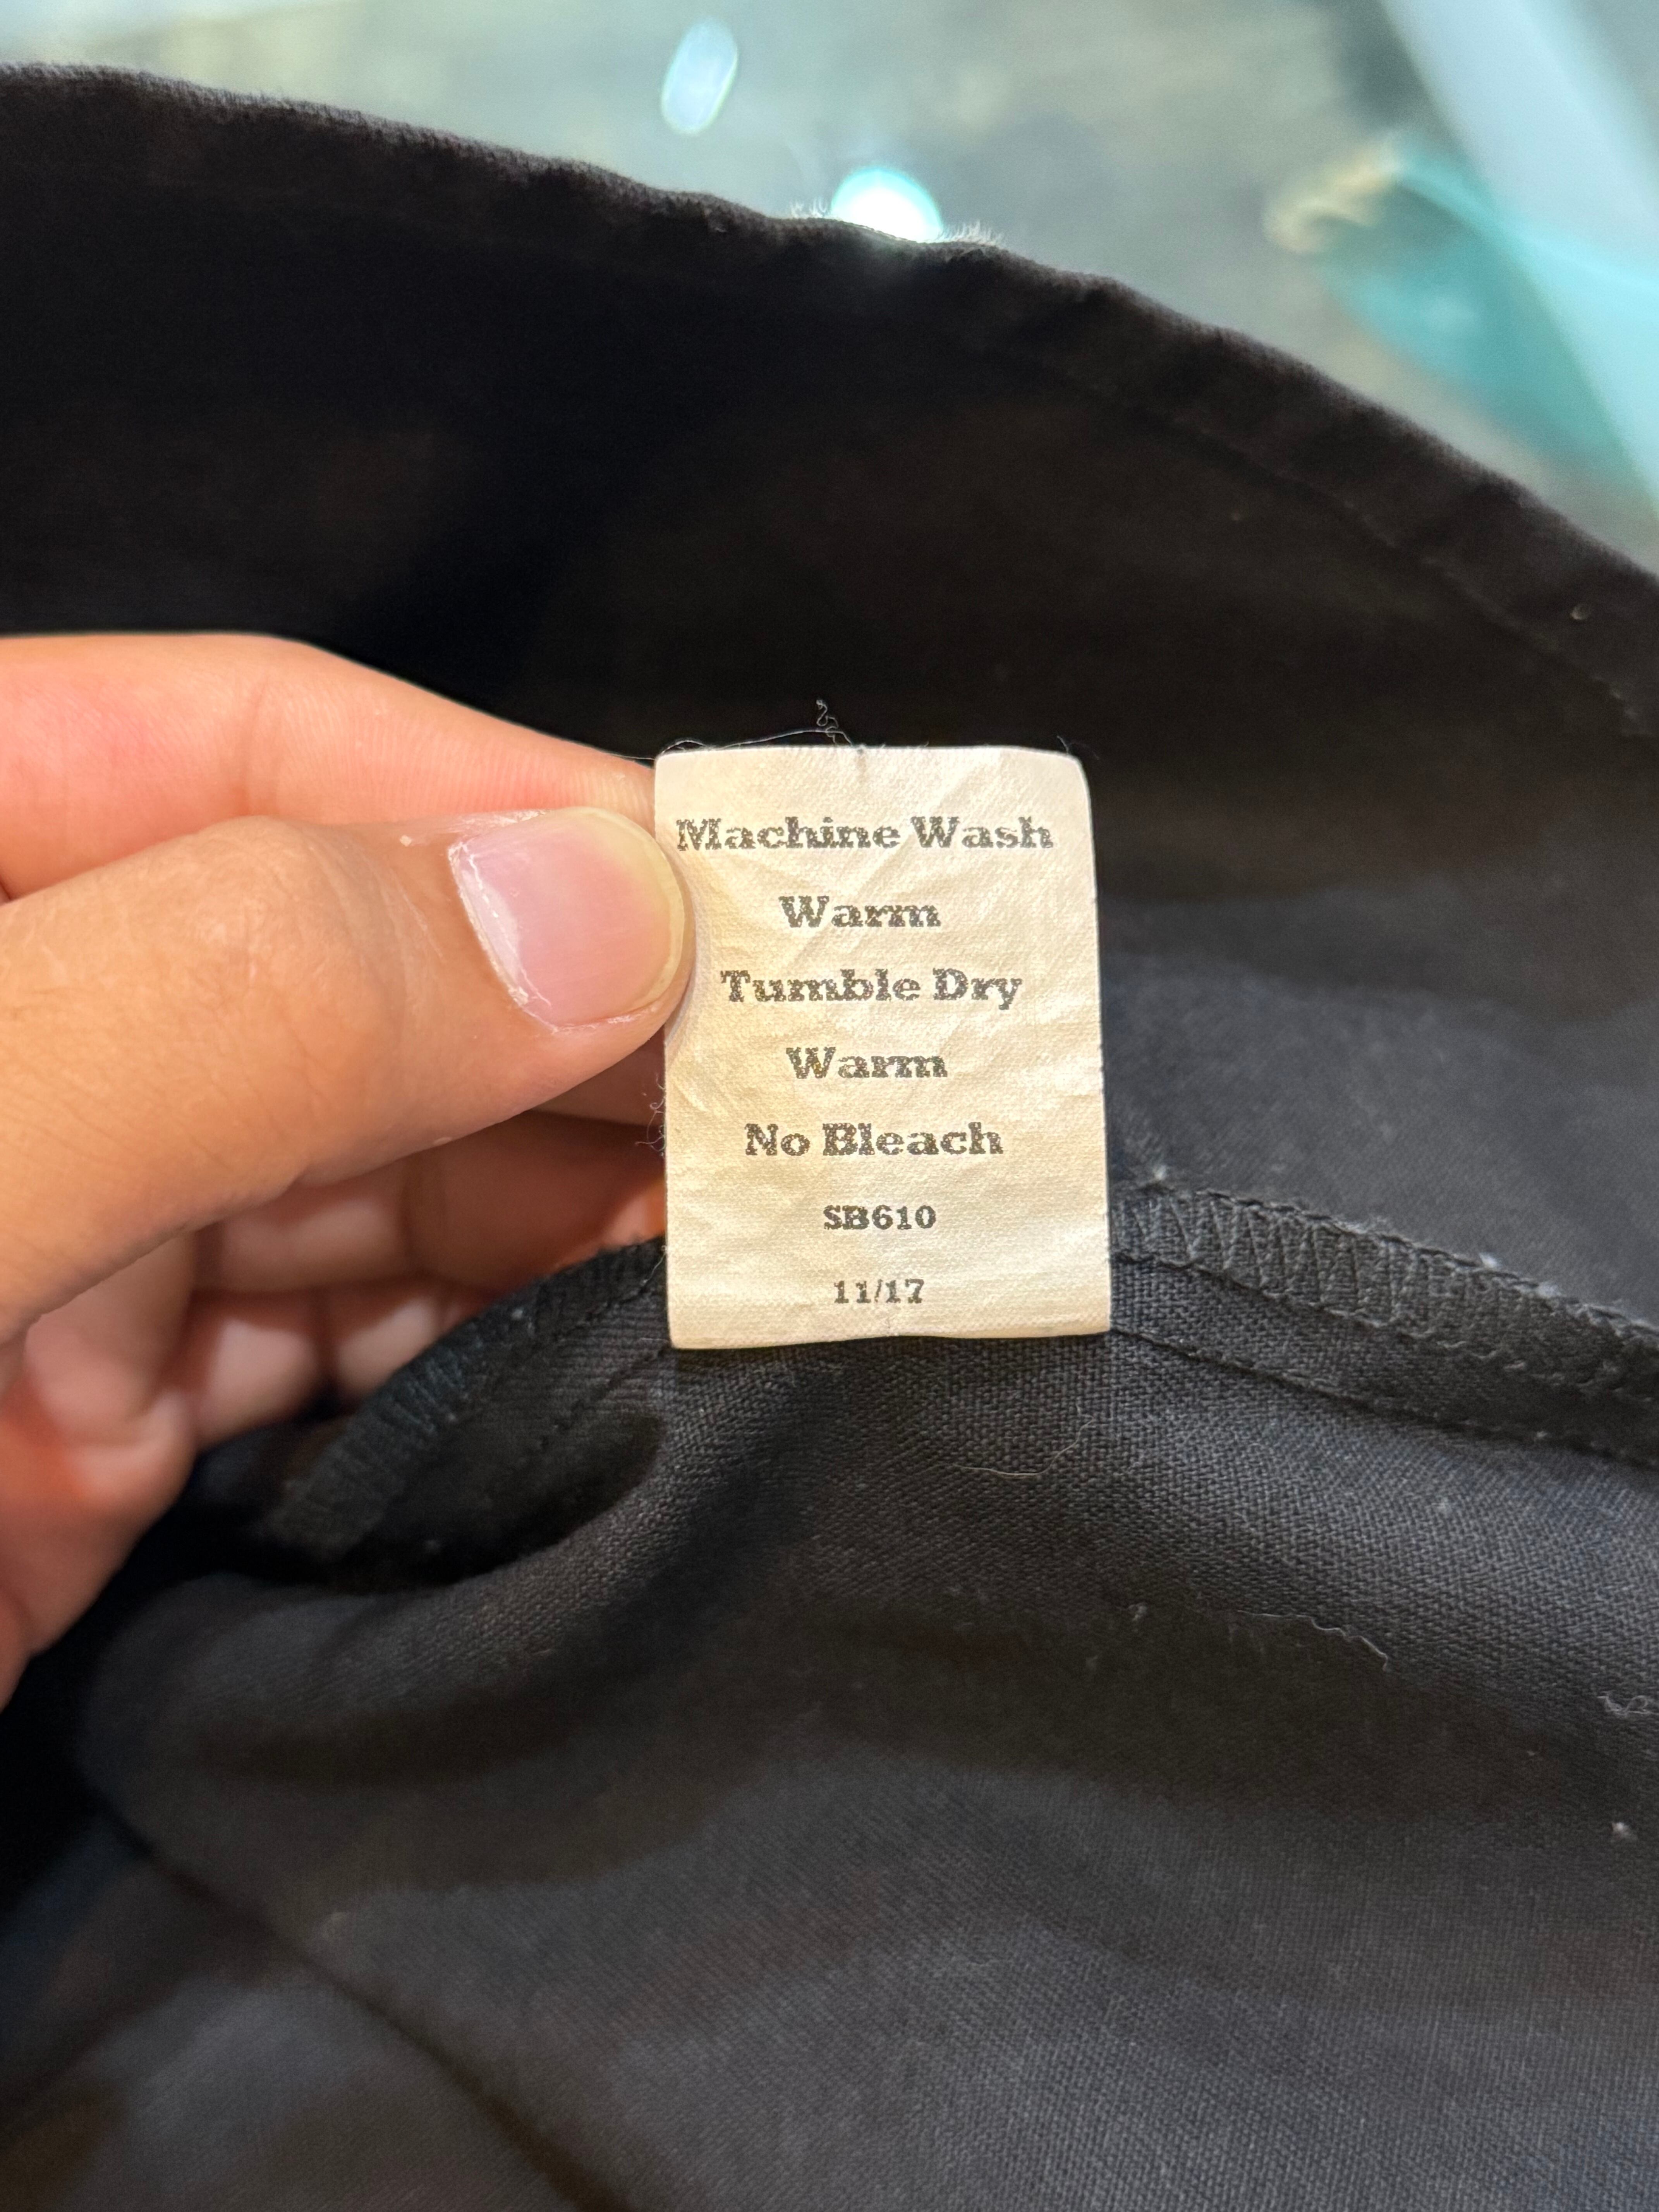 Machine Wash
Warm
Tumble Dry
Warm
No Bleach
SB610
11/17